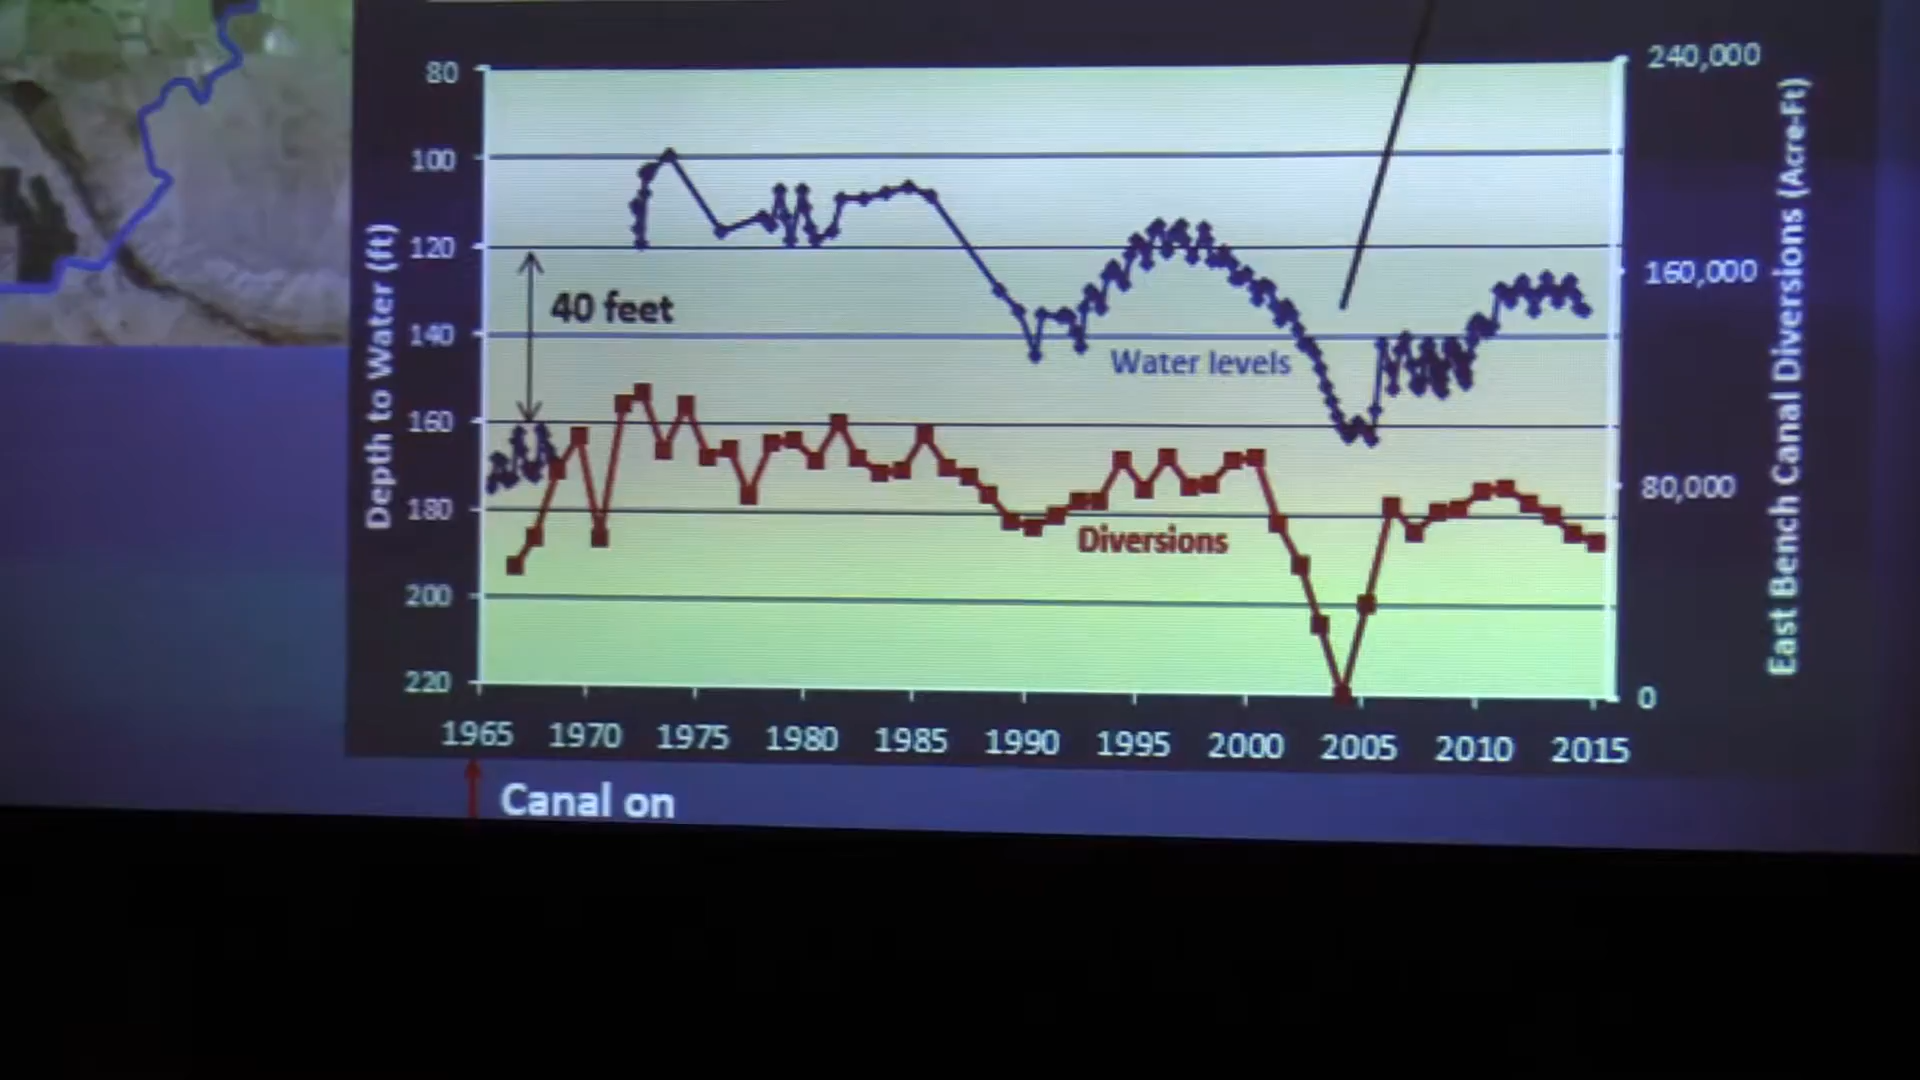 80
100
120
140
160
180
200
220
Depth to Water (ft)
240,000
160,000
80,000
0
East Bench Canal Diversions (Acre-Ft)
40 feet
Water levels
Diversions
1965 1970 1975 1980 1985 1990 1995 2000 2005 2010 2015
Canal on